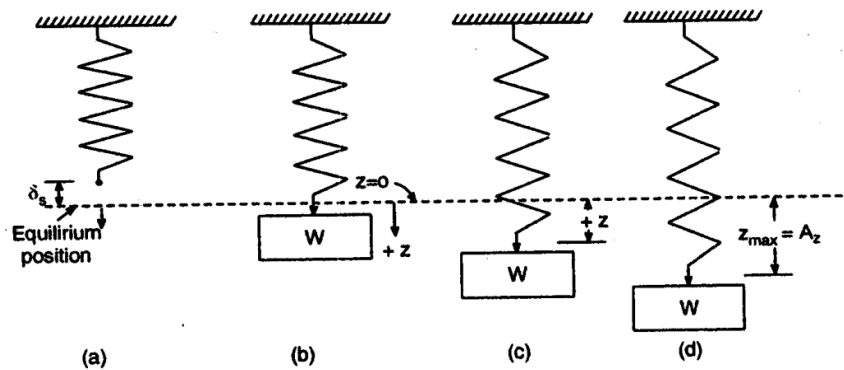 δs
z=0
Equilirium
position
+ z
W
+ z
W
zmax = Az
W
(a)
(b)
(c)
(d)